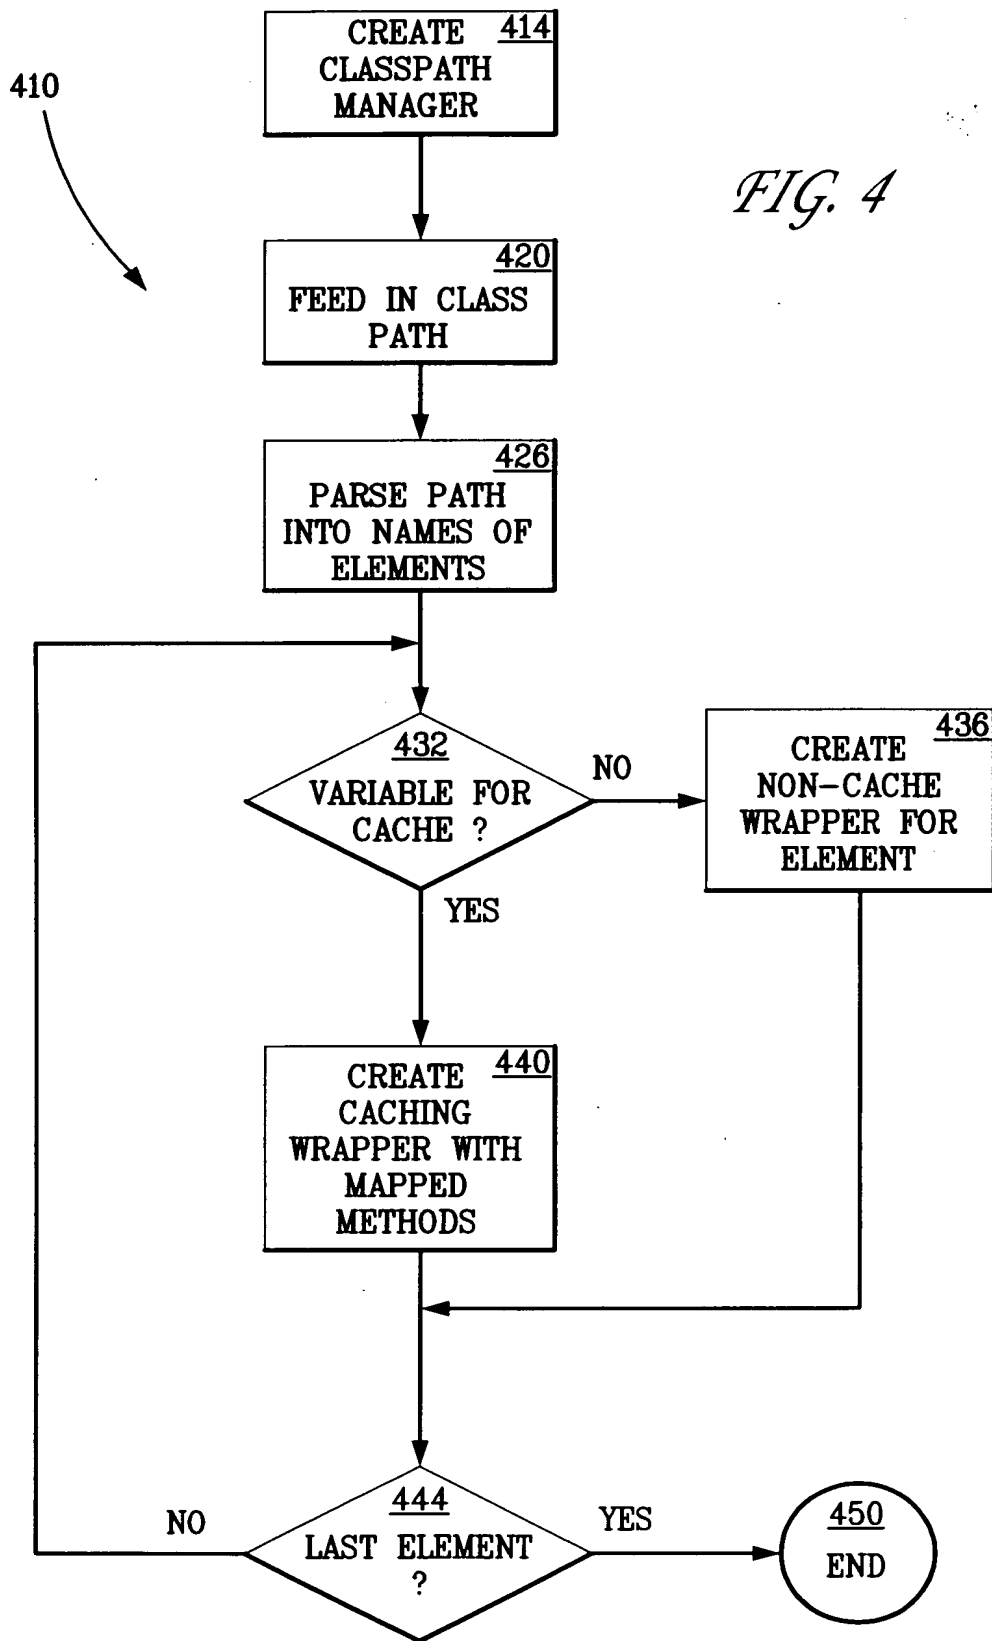 414
CREATE
CLASSPATH
MANAGER
410
FIG. 4
420
FEED IN CLASS
PATH
426
PARSE PATH
INTO NAMES OF
ELEMENTS
432
VARIABLE FOR
CACHE ?
NO
YES
436
CREATE
NON-CACHE
WRAPPER FOR
ELEMENT
440
CREATE
CACHING
WRAPPER WITH
MAPPED
METHODS
444
LAST ELEMENT
?
NO
YES
450
END